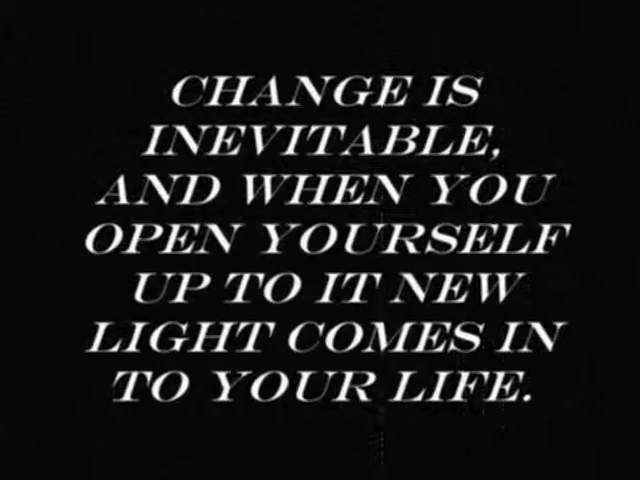 CHANGE IS
INEVITABLE,
AND WHEN YOU
OPEN YOURSELF
UP TO IT NEW
LIGHT COMES IN
TO YOUR LIFE.